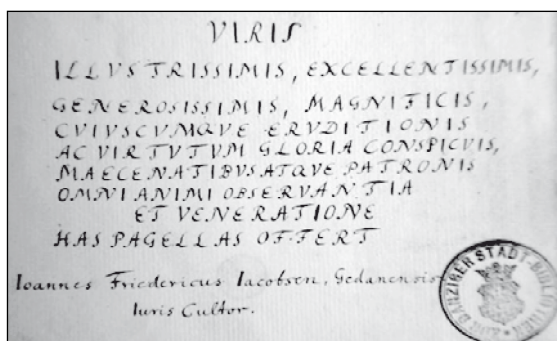 VIRIS
ILLVSTRISSIMIS, EXCELLENTISSIMIS,
GENEROSISSIMIS, MAGNIFICIS,
CVIVSCVMQVE ERVDITIONIS
AC VIRTVTVM GLORIA CONSPICVIS,
MAECENATIBVS ATQVE PATRONIS
OMNI ANIMI OBSERVANTIA
ET VENERATIONE
HAS PAGELLAS OFFERT
Ioannes Friedericus Iacobsen, Gedanensis
Iuris Cultor.
DANZIGER STADT-BIBLIOTHEK